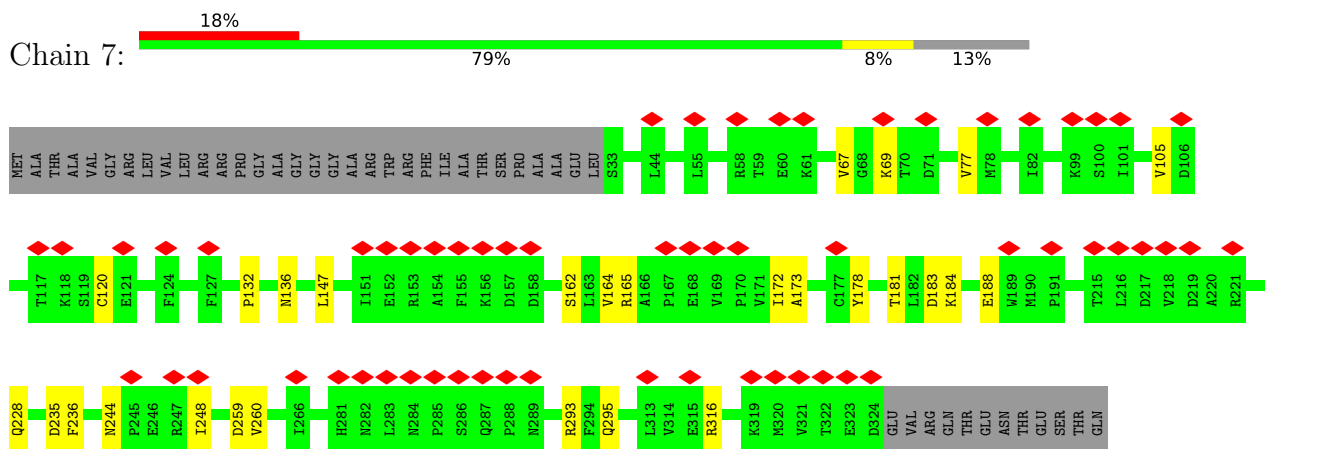 18%
Chain 7:
79% 8% 13%
MET ALA THR ALA VAL GLY ARG LEU VAL LEU ARG ARG PRO GLY ALA GLY GLY GLY ALA ARG TRP ARG PHE ILE ALA THR SER PRO ALA ALA GLU LEU S33 L44 L55 R58 T59 E60 K61 V67 G68 K69 T70 D71 V77 M78 I82 K99 S100 I101 V105 D106
T117 K118 S119 C120 E121 F124 F127 P132 N136 L147 I151 E152 R153 A154 F155 K156 D157 D158 S162 L163 V164 R165 A166 P167 E168 V169 P170 V171 I172 A173 C177 Y178 T181 L182 D183 K184 E188 W189 M190 P191 T215 L216 D217 V218 D219 A220 R221
Q228 D235 F236 N244 P245 E246 R247 I248 D259 V260 I266 H281 N282 L283 N284 P285 S286 Q287 P288 N289 R293 F294 Q295 L313 V314 E315 R316 K319 M320 V321 T322 E323 D324 GLU VAL ARG GLN THR GLU ASN THR GLU SER THR GLN